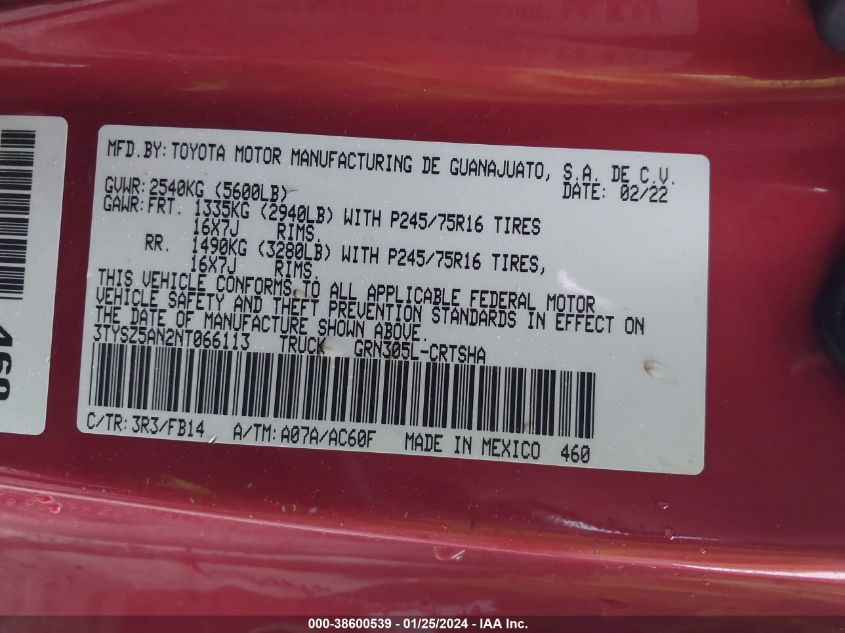 MFD.BY:TOYOTA MOTOR MANUFACTURING DE GUANAJUATO, S.A. DE C.V.
GVWR:2540KG (5600LB) DATE: 02/22
GAWR:FRT. 1335KG (2940LB) WITH P245/75R16 TIRES
16X7J RIMS.
RR. 1490KG (3280LB) WITH P245/75R16 TIRES,
16X7J RIMS.
THIS VEHICLE CONFORMS TO ALL APPLICABLE FEDERAL MOTOR
VEHICLE SAFETY AND THEFT PREVENTION STANDARDS IN EFFECT ON
THE DATE OF MANUFACTURE SHOWN ABOVE.
3TYSZ5AN2NT066113 TRUCK GRN305L-CRTSHA
C/TR:3R3/FB14 A/TM:A07A/AC60F MADE IN MEXICO 460
460
000-38600539 - 01/25/2024 - IAA Inc.